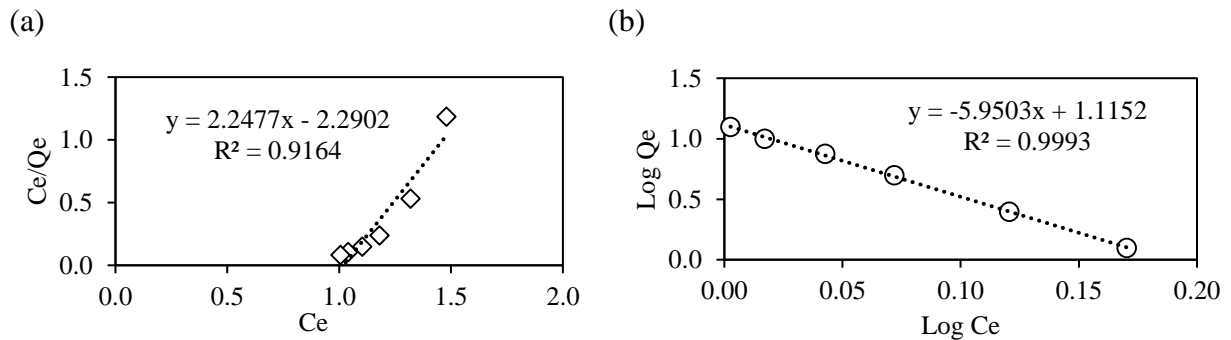 (a)
1.5
1.0
0.5
0.0
Ce/Qe
y = 2.2477x - 2.2902
R² = 0.9164
0.0 0.5 1.0 1.5 2.0
Ce
(b)
1.5
1.0
0.5
0.0
Log Qe
y = -5.9503x + 1.1152
R² = 0.9993
0.00 0.05 0.10 0.15 0.20
Log Ce